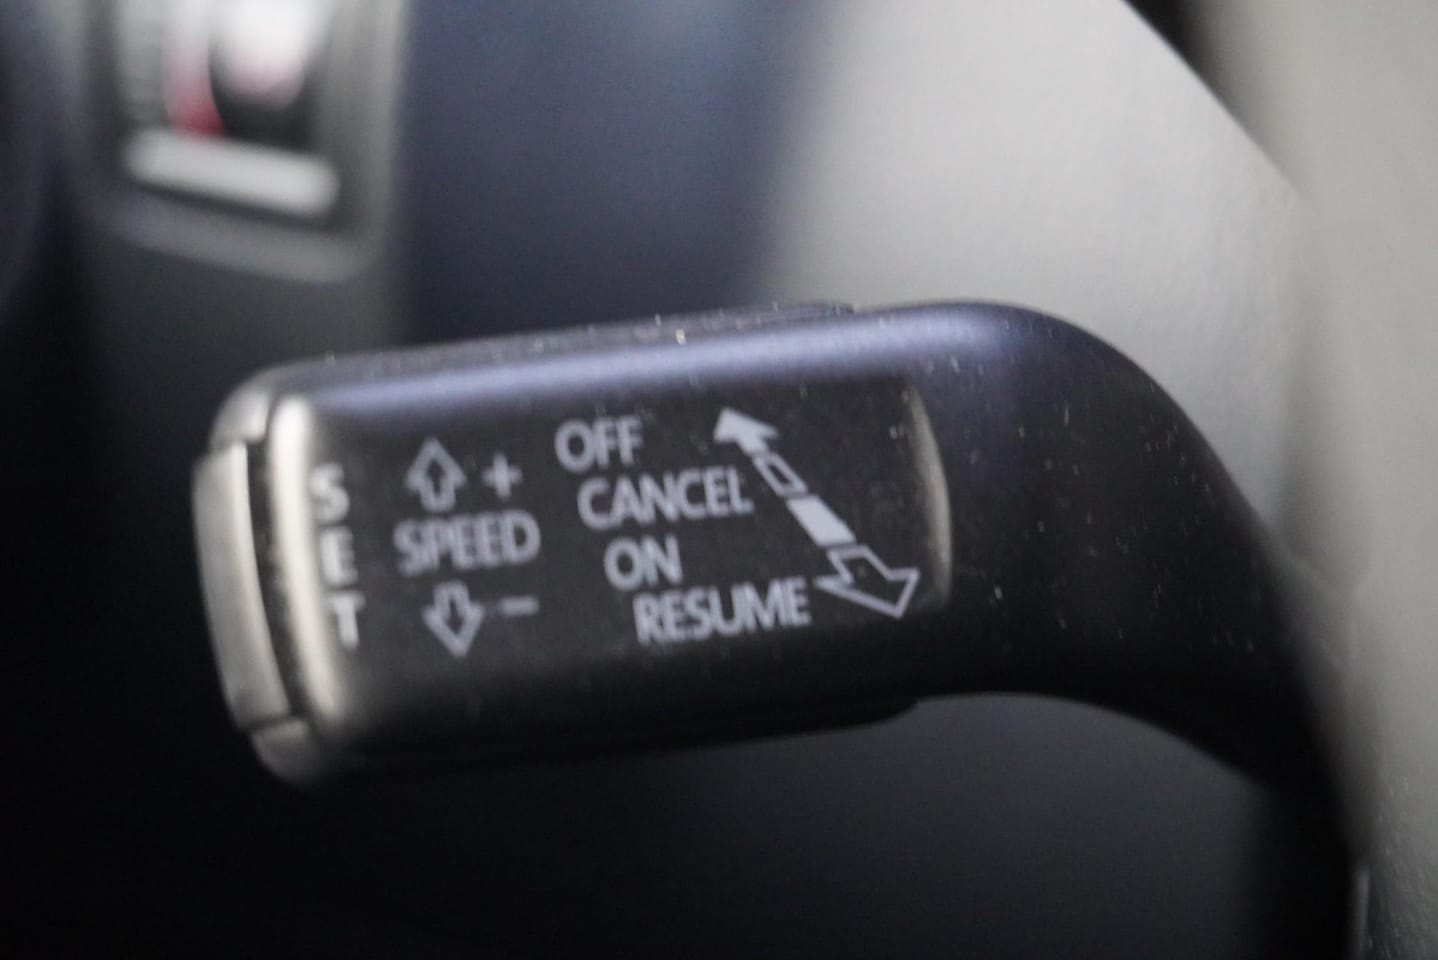 SET
+
SPEED
-
OFF
CANCEL
ON
RESUME